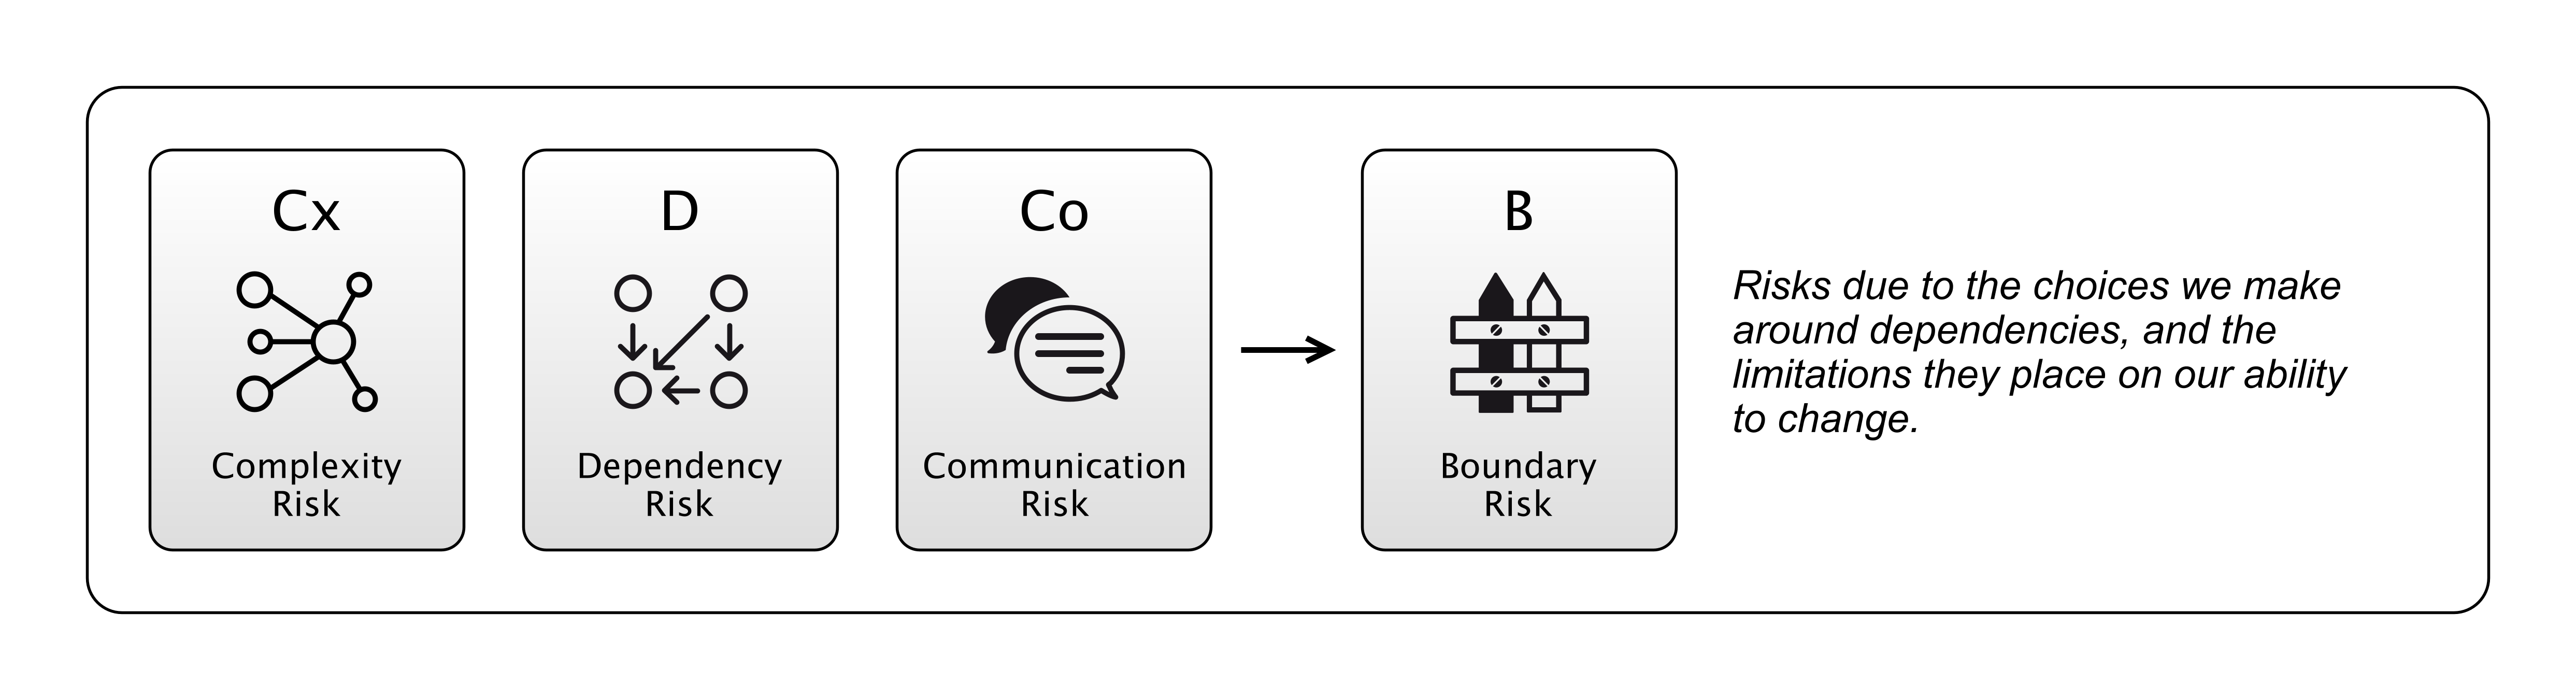 Cx
Complexity
Risk
D
Dependency
Risk
Co
Communication
Risk
B
Boundary
Risk
Risks due to the choices we make
around dependencies, and the
limitations they place on our ability
to change.